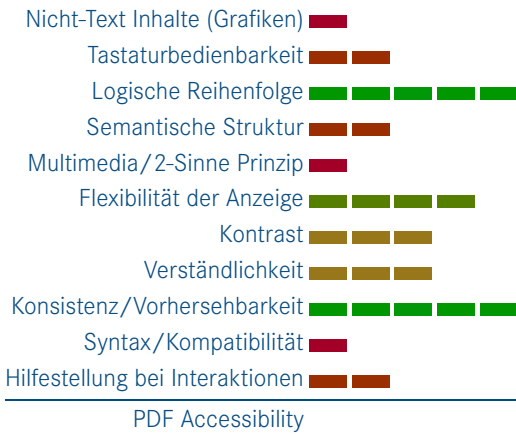 Nicht-Text Inhalte (Grafiken)
Tastaturbedienbarkeit
Logische Reihenfolge
Semantische Struktur
Multimedia/2-Sinne Prinzip
Flexibilität der Anzeige
Kontrast
Verständlichkeit
Konsistenz/Vorhersehbarkeit
Syntax/Kompatibilität
Hilfestellung bei Interaktionen
PDF Accessibility